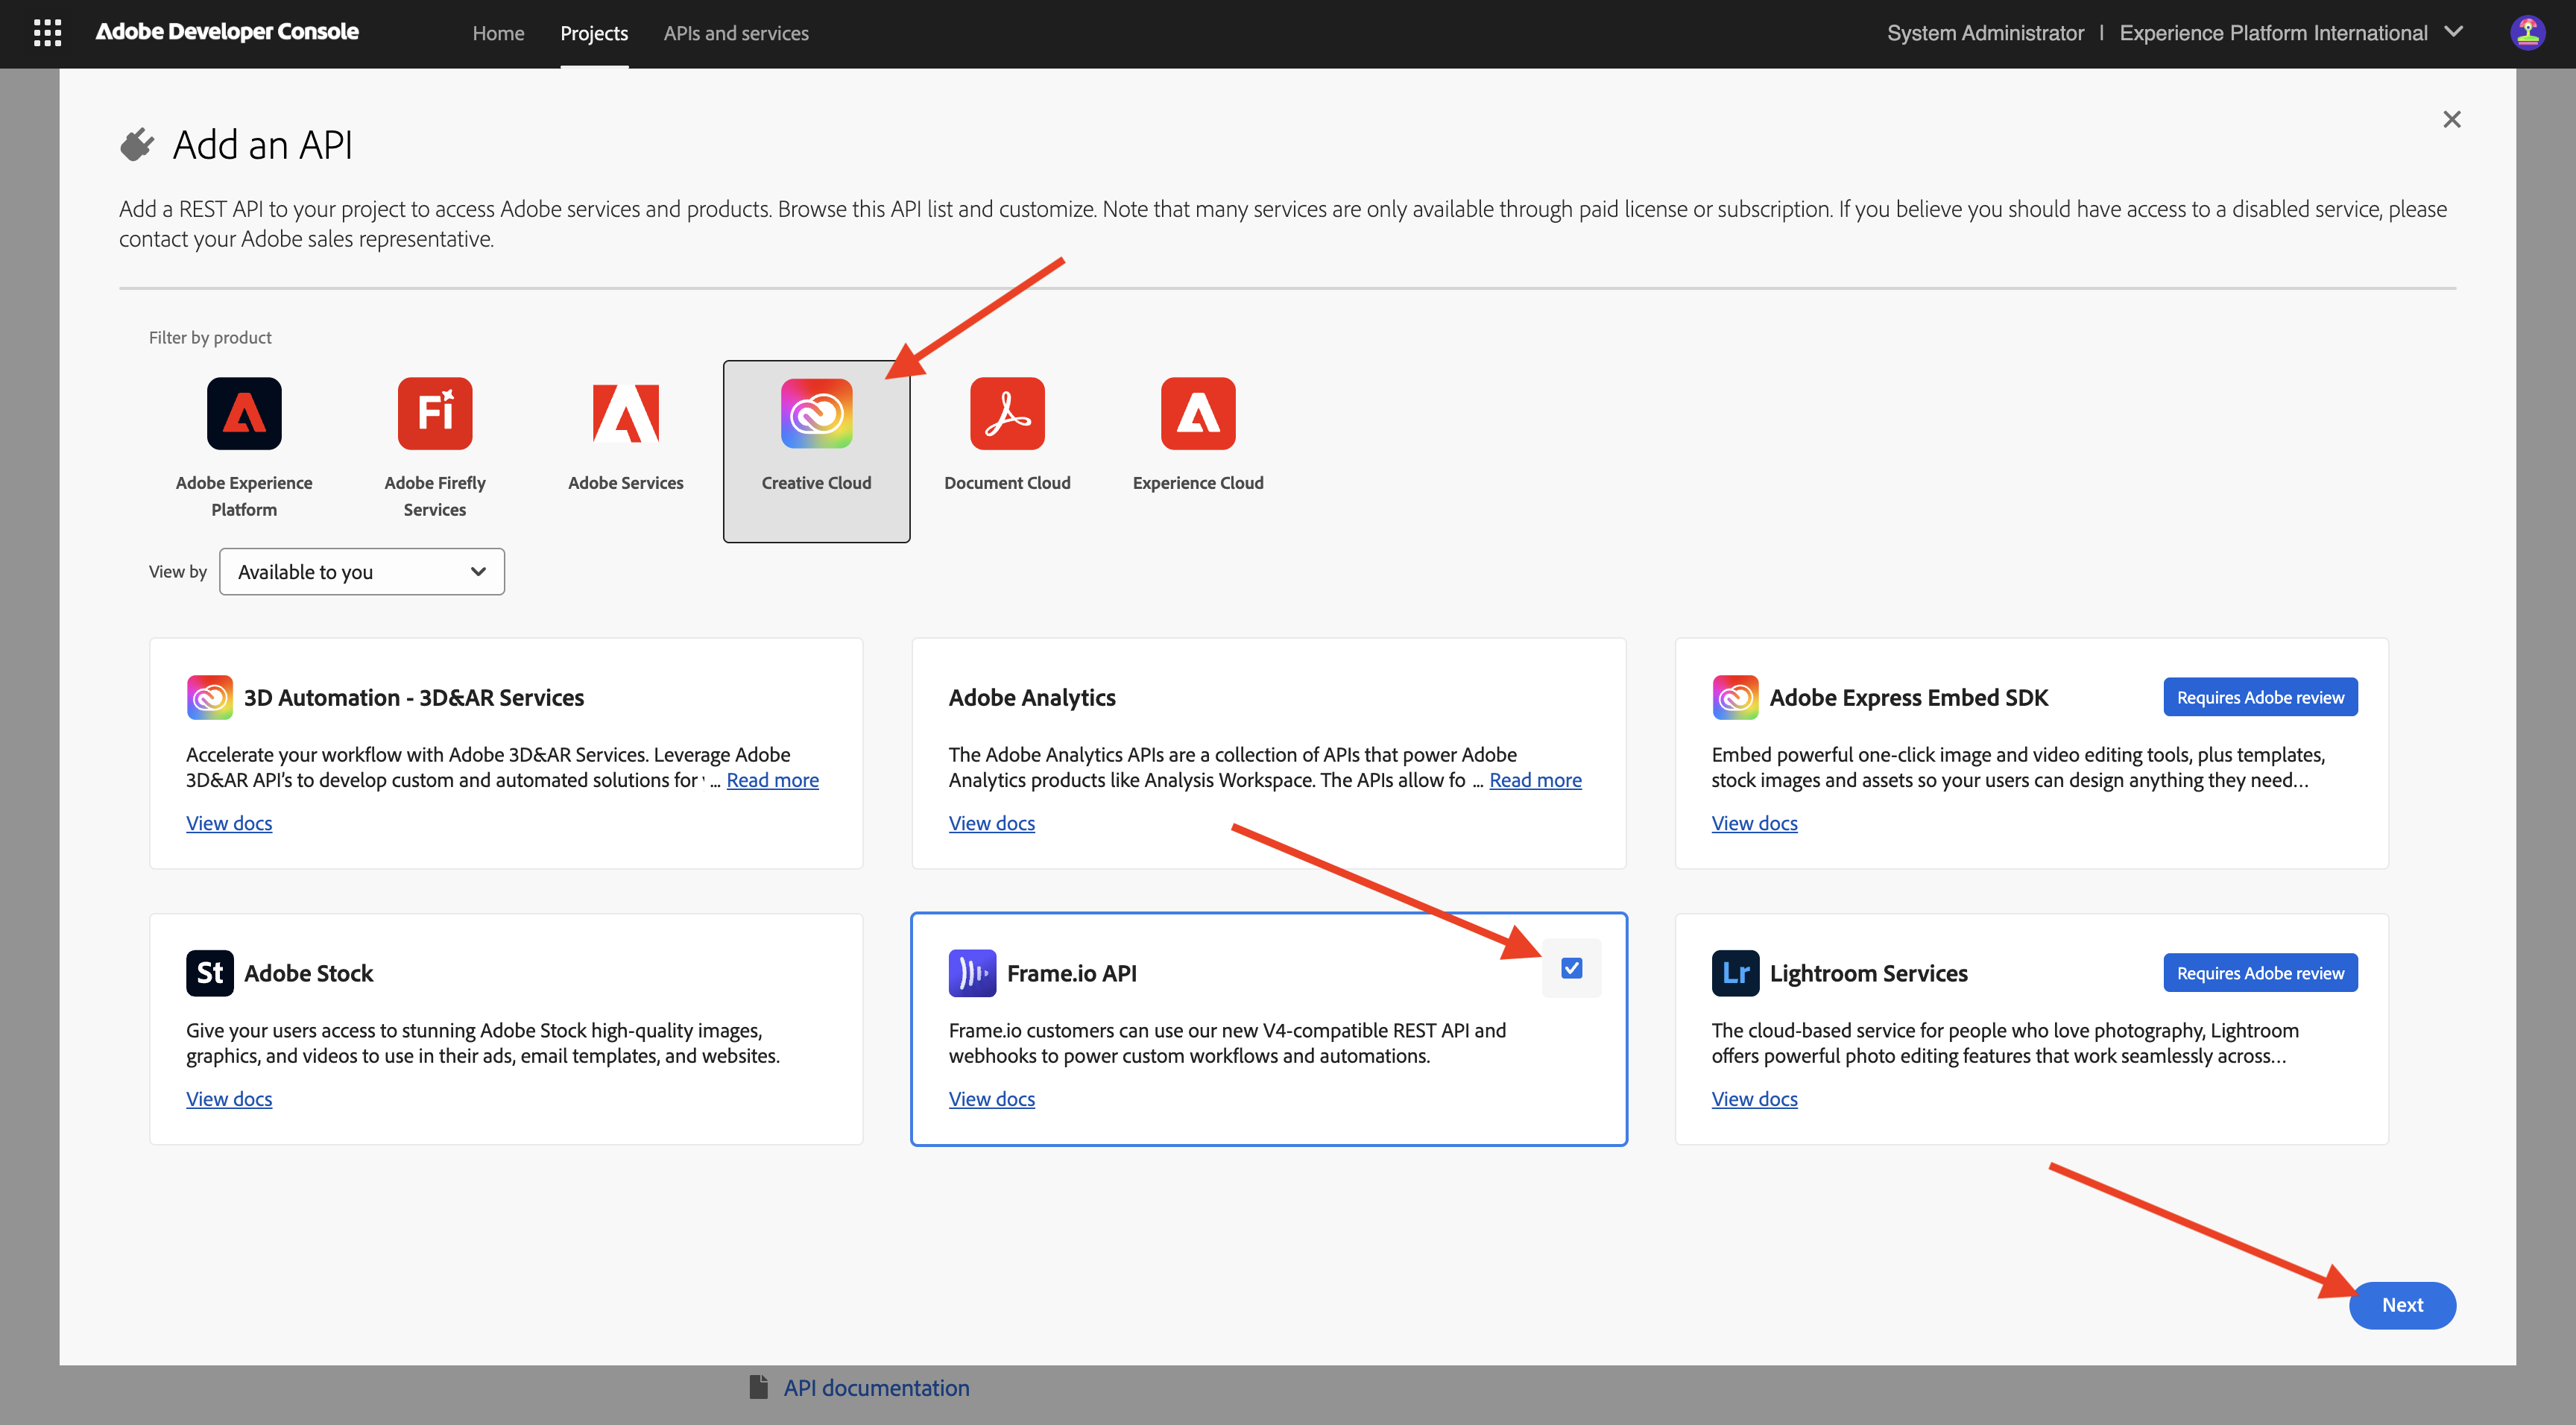 Adobe Developer Console
Home
Projects
APIs and services
System Administrator | Experience Platform International
Add an API
Add a REST API to your project to access Adobe services and products. Browse this API list and customize. Note that many services are only available through paid license or subscription. If you believe you should have access to a disabled service, please
contact your Adobe sales representative.
Filter by product
Fi
Adobe Experience
Platform
Adobe Firefly
Services
Adobe Services
Creative Cloud
Document Cloud
Experience Cloud
View by
Available to you
3D Automation - 3D&AR Services
Accelerate your workflow with Adobe 3D&AR Services. Leverage Adobe
3D&AR API's to develop custom and automated solutions for ... Read more
View docs
Adobe Analytics
The Adobe Analytics APIs are a collection of APIs that power Adobe
Analytics products like Analysis Workspace. The APIs allow fo ... Read more
View docs
Adobe Express Embed SDK
Requires Adobe review
Embed powerful one-click image and video editing tools, plus templates,
stock images and assets so your users can design anything they need...
View docs
St Adobe Stock
Give your users access to stunning Adobe Stock high-quality images,
graphics, and videos to use in their ads, email templates, and websites.
View docs
Frame.io API
Frame.io customers can use our new V4-compatible REST API and
webhooks to power custom workflows and automations.
View docs
Lr Lightroom Services
Requires Adobe review
The cloud-based service for people who love photography, Lightroom
offers powerful photo editing features that work seamlessly across...
View docs
Next
API documentation